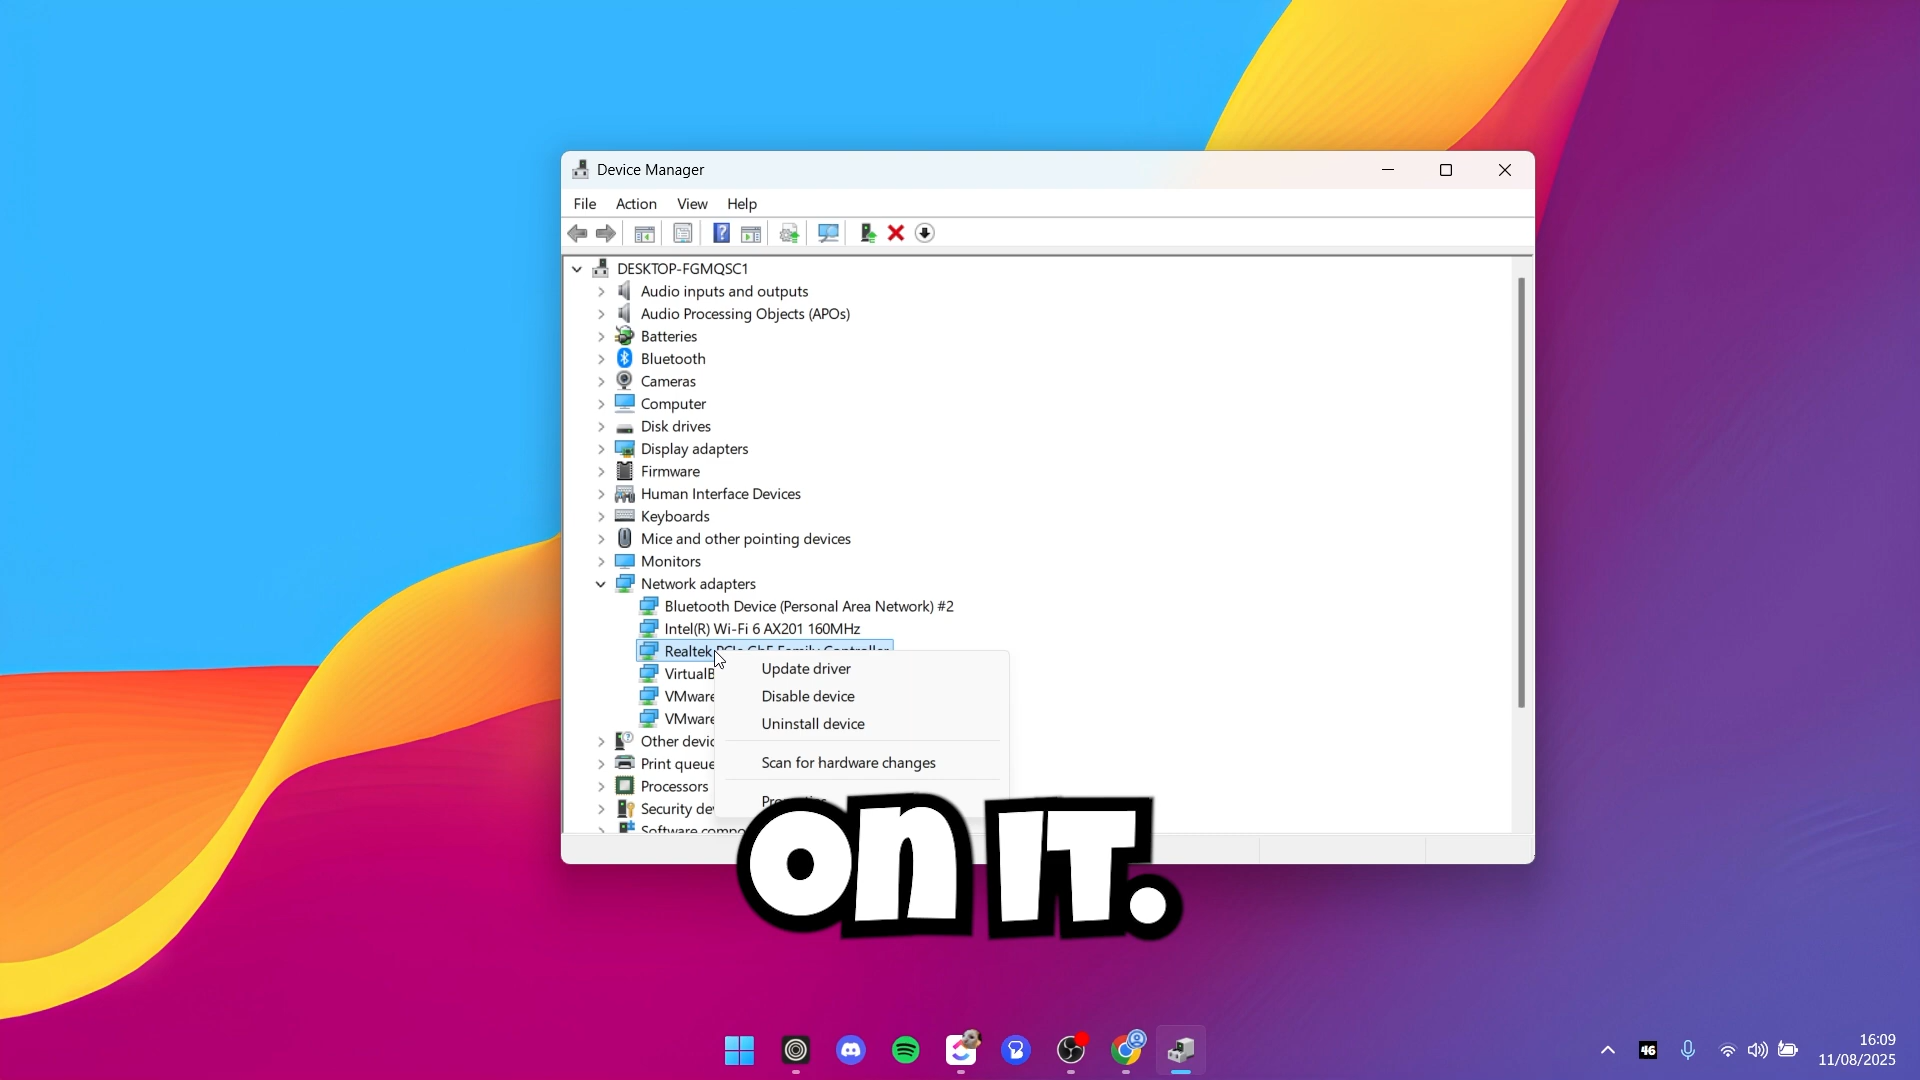 Device Manager
File Action View Help
DESKTOP-FGMQSC1
Audio inputs and outputs
Audio Processing Objects (APOs)
Batteries
Bluetooth
Cameras
Computer
Disk drives
Display adapters
Firmware
Human Interface Devices
Keyboards
Mice and other pointing devices
Monitors
Network adapters
Bluetooth Device (Personal Area Network) #2
Intel(R) Wi-Fi 6 AX201 160MHz
Realtek PCIe GbE Family Controller
VirtualB
VMware
VMware
Other devic
Print queue
Processors
Security dev
Software compo
Update driver
Disable device
Uninstall device
Scan for hardware changes
Properties
ON IT.
46
16:09
11/08/2025